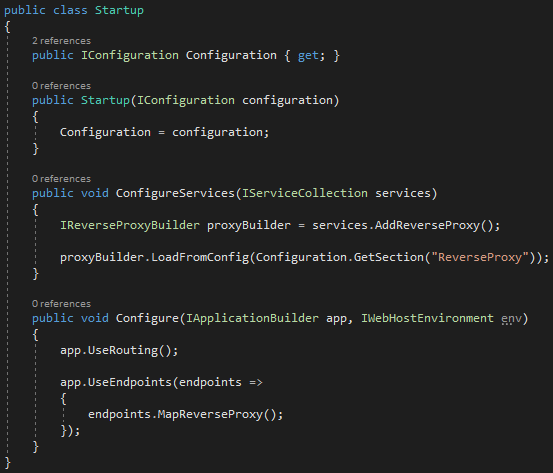 public class Startup
{
2 references
public IConfiguration Configuration { get; }
0 references
public Startup(IConfiguration configuration)
{
Configuration = configuration;
}
0 references
public void ConfigureServices(IServiceCollection services)
{
IReverseProxyBuilder proxyBuilder = services.AddReverseProxy();
proxyBuilder.LoadFromConfig(Configuration.GetSection("ReverseProxy"));
}
0 references
public void Configure(IApplicationBuilder app, IWebHostEnvironment env)
{
app.UseRouting();
app.UseEndpoints(endpoints =>
{
endpoints.MapReverseProxy();
});
}
}